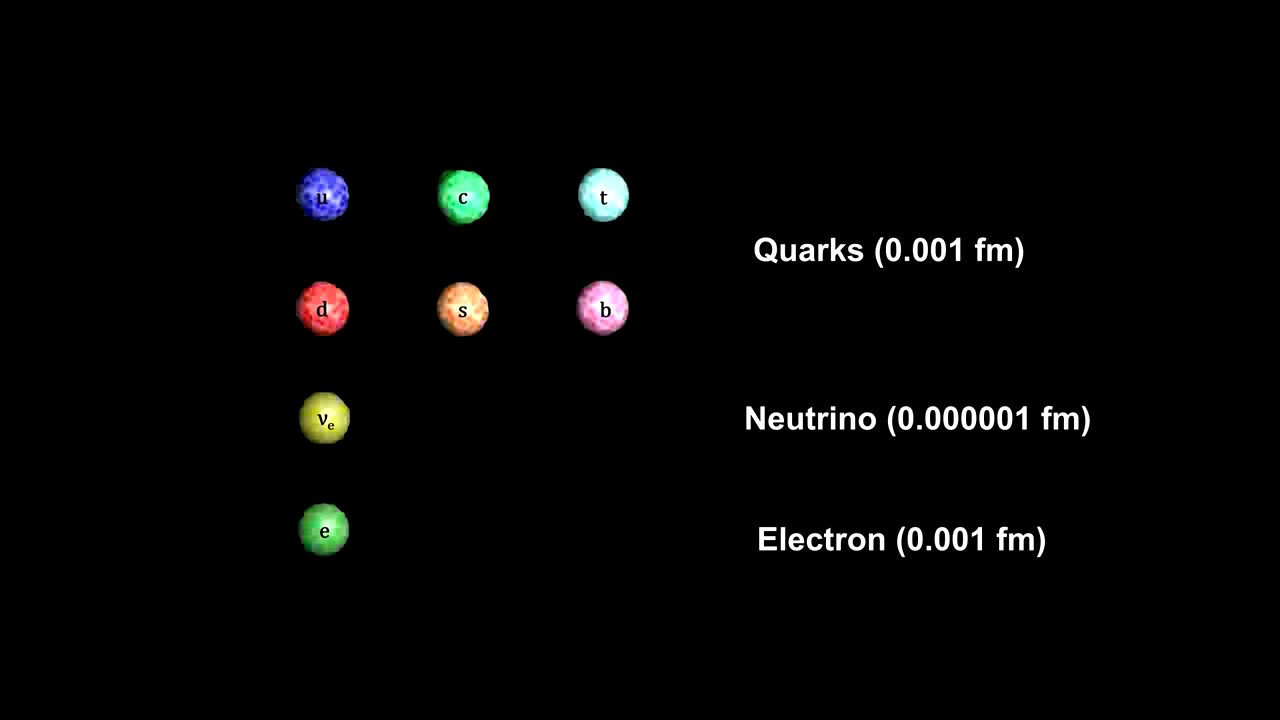 u c t
Quarks (0.001 fm)
d s b
νe Neutrino (0.000001 fm)
e Electron (0.001 fm)